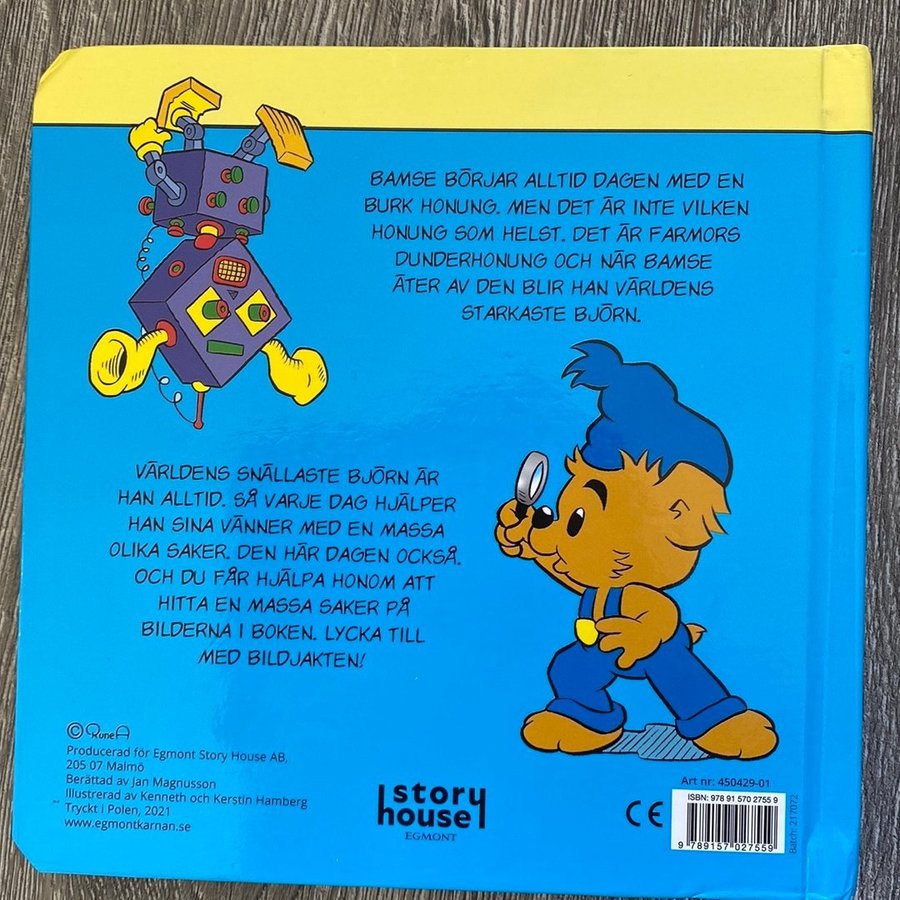 BAMSE BÖRJAR ALLTID DAGEN MED EN
BURK HONUNG. MEN DET ÄR INTE VILKEN
HONUNG SOM HELST. DET ÄR FARMORS
DUNDERHONUNG OCH NÄR BAMSE
ÄTER AV DEN BLIR HAN VÄRLDENS
STARKASTE BJÖRN.
VÄRLDENS SNÄLLASTE BJÖRN ÄR
HAN ALLTID. SÅ VARJE DAG HJÄLPER
HAN SINA VÄNNER MED EN MASSA
OLIKA SAKER. DEN HÄR DAGEN OCKSÅ.
OCH DU FÅR HJÄLPA HONOM ATT
HITTA EN MASSA SAKER PÅ
BILDERNA I BOKEN. LYCKA TILL
MED BILDJAKTEN!
© Rune A
Producerad för Egmont Story House AB,
205 07 Malmö
Berättad av Jan Magnusson
Illustrerad av Kenneth och Kerstin Hamberg
Tryckt i Polen, 2021
www.egmontkarnan.se
story
house
EGMONT
CE
Art nr: 450429-01
ISBN: 978 91 570 2755 9
9 789157 027559
Batch: 217072